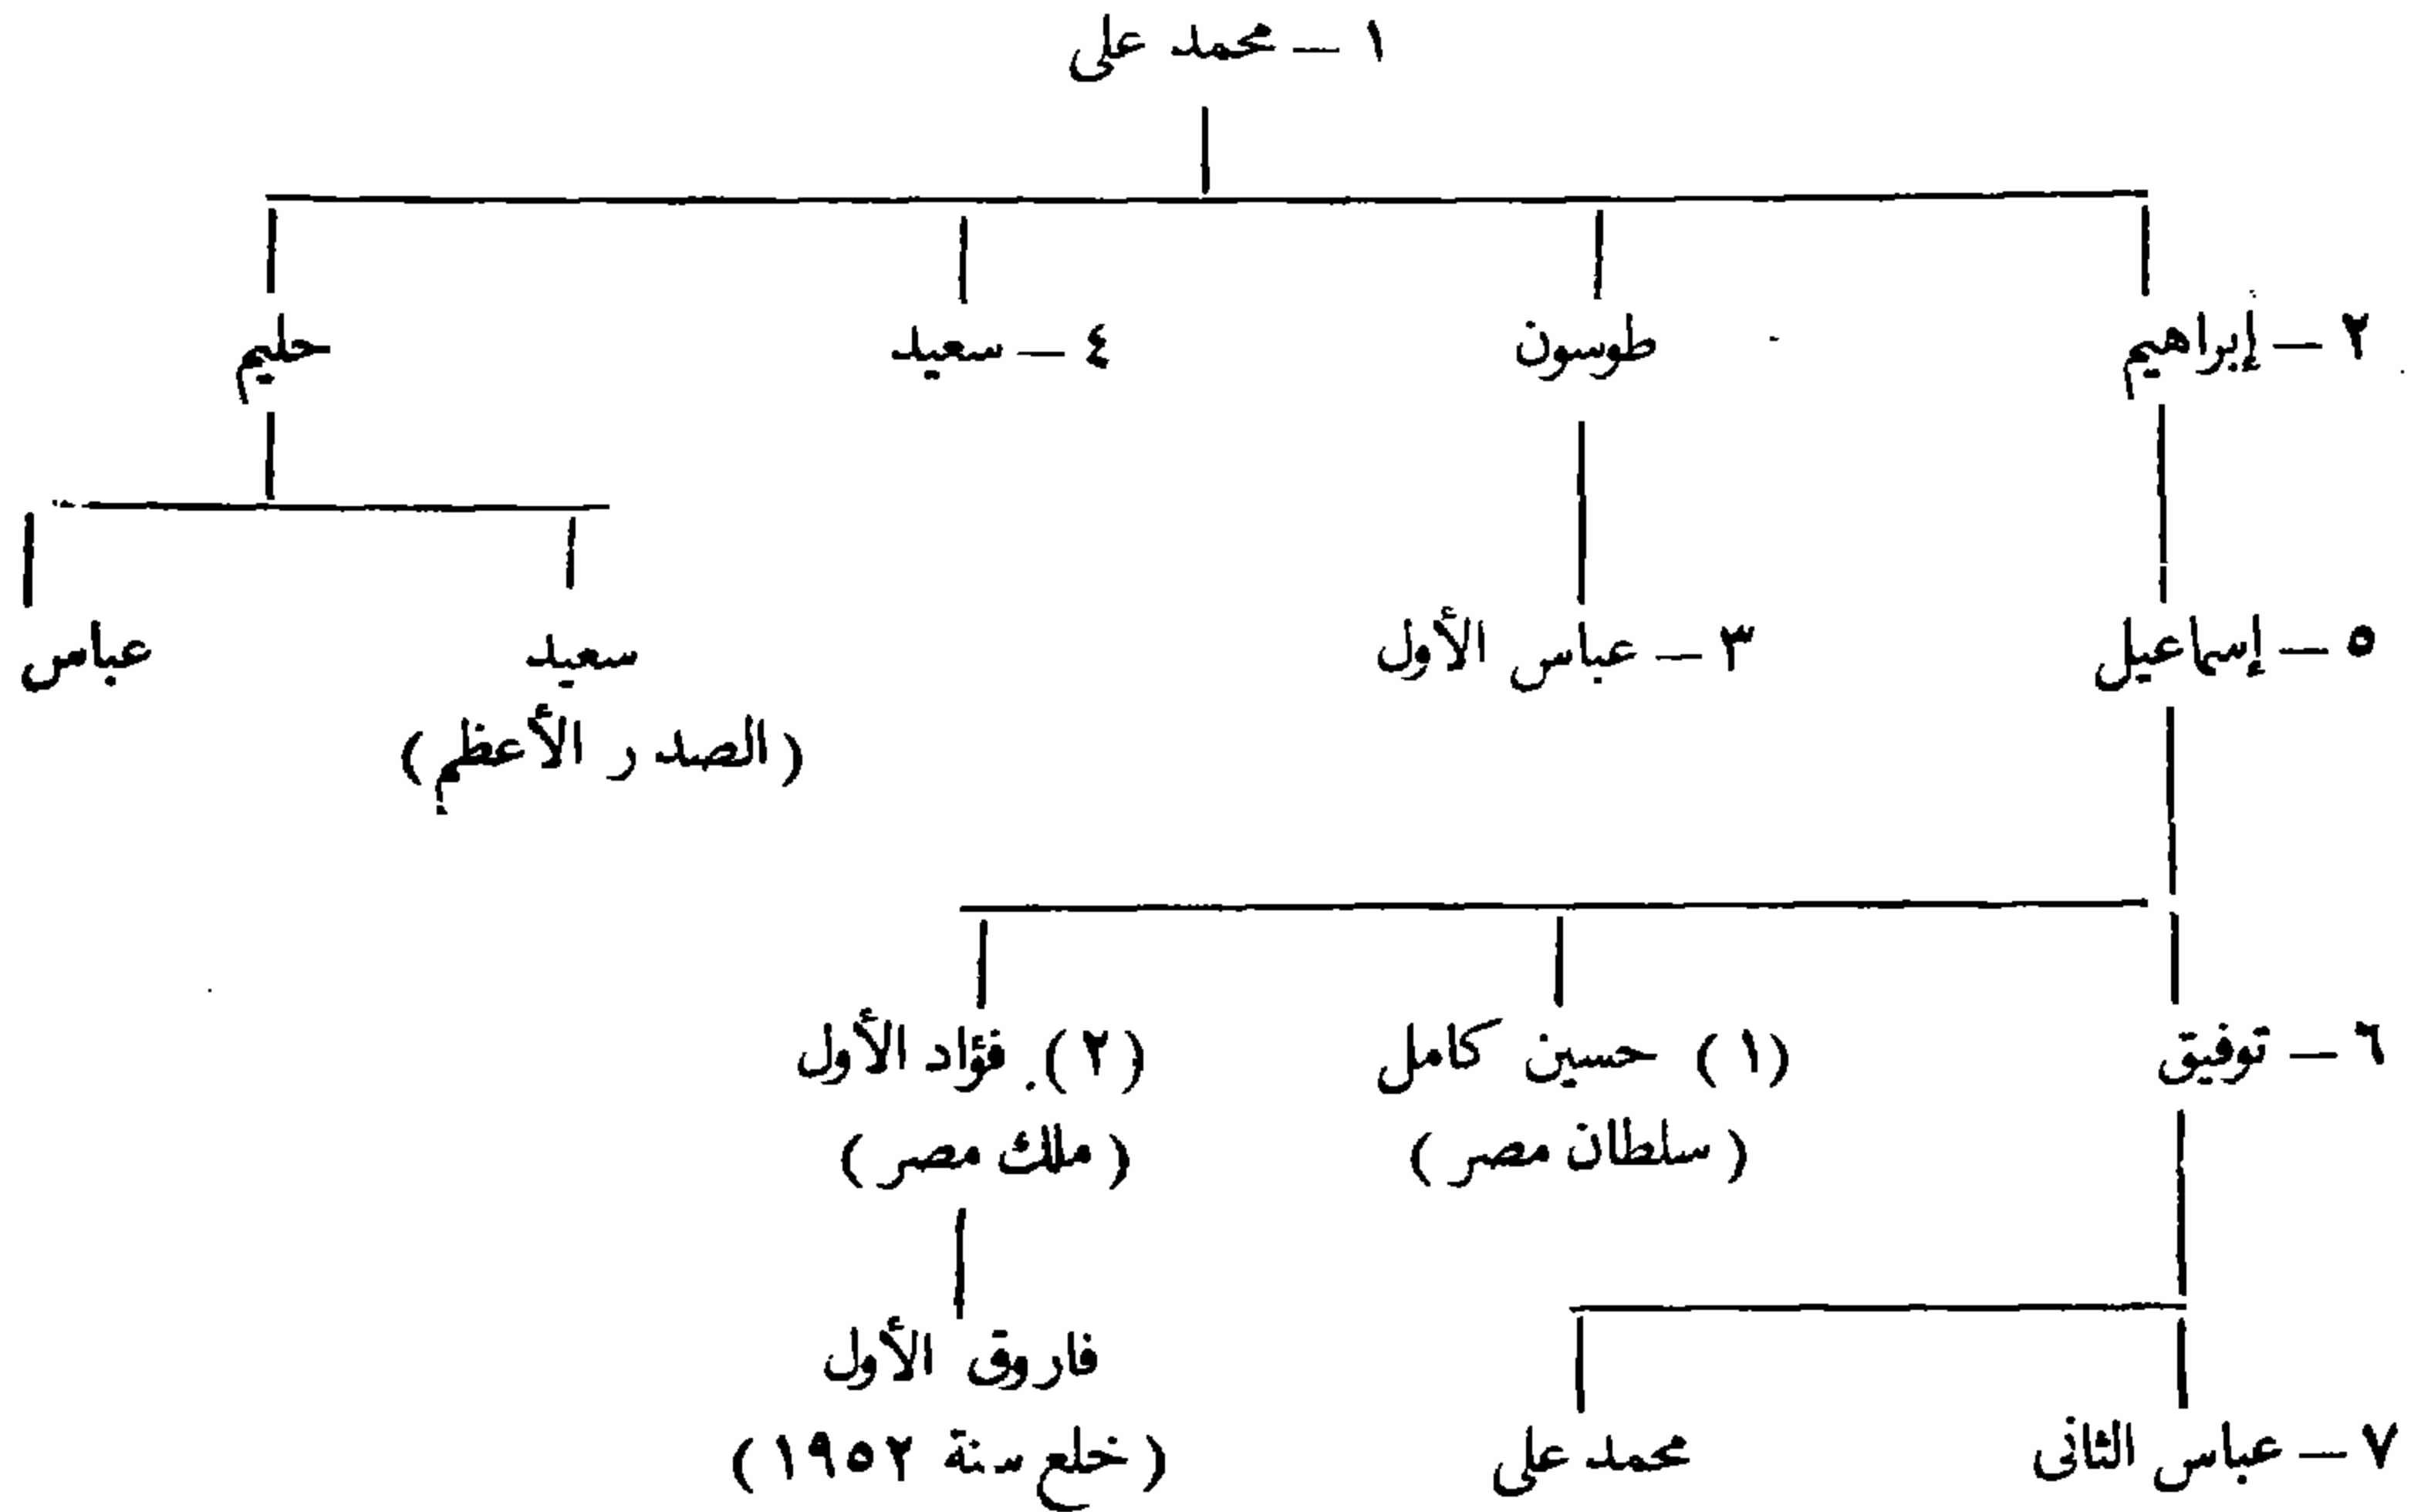 ١ — محمد على
٢ — إبراهيم
طوسون
٤ — سعيد
حليم
٥ — إسماعيل
٣ — عباس الأول
سعيد
(الصدر الأعظم)
عباس
٦ — توفيق
(١) حسين كامل
(سلطان مصر)
(٢) فؤاد الأول
(ملك مصر)
٧ — عباس الثانى
محمد على
فاروق الأول
(خلع سنة ١٩٥٢)